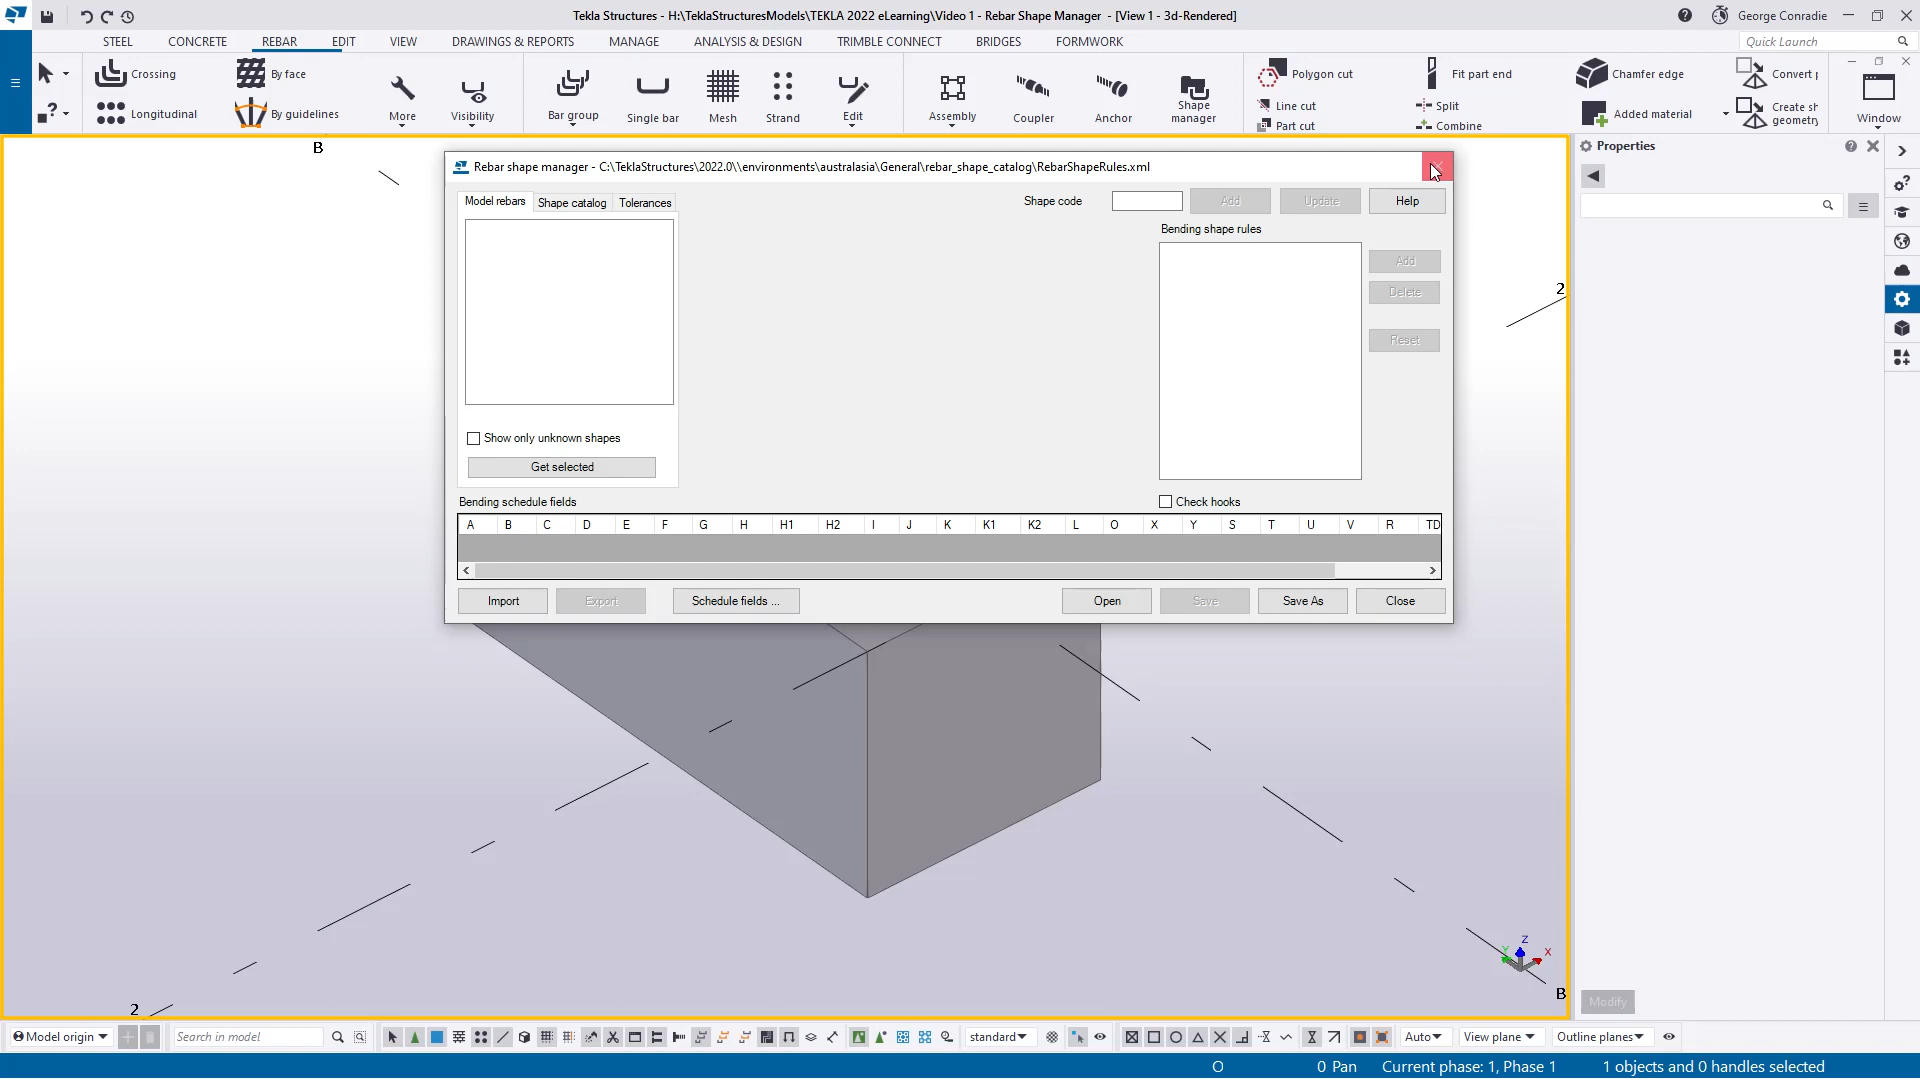 Tekla Structures - H:\TeklaStructuresModels\TEKLA 2022 eLearning\Video 1 - Rebar Shape Manager - [View 1 - 3d-Rendered]
George Conradie
STEEL CONCRETE REBAR EDIT VIEW DRAWINGS & REPORTS MANAGE ANALYSIS & DESIGN TRIMBLE CONNECT BRIDGES FORMWORK
Quick Launch
Crossing
Longitudinal
By face
By guidelines
More
Visibility
Bar group
Single bar
Mesh
Strand
Edit
Assembly
Coupler
Anchor
Shape
manager
Polygon cut
Line cut
Part cut
Fit part end
Split
Combine
Chamfer edge
Added material
Convert
Create sh
geometry
Window
Properties
Rebar shape manager - C:\TeklaStructures\2022.0\\environments\australasia\General\rebar_shape_catalog\RebarShapeRules.xml
Model rebars Shape catalog Tolerances
Shape code Add Update Help
Bending shape rules
Add
Delete
Reset
Show only unknown shapes
Get selected
Bending schedule fields
Check hooks
A B C D E F G H H1 H2 I J K K1 K2 L O X Y S T U V R TD
Import Export Schedule fields ... Open Save Save As Close
B
2
2
B
Z
Y
X
Modify
Model origin
Search in model
standard
Auto
View plane
Outline planes
O 0 Pan Current phase: 1, Phase 1 1 objects and 0 handles selected